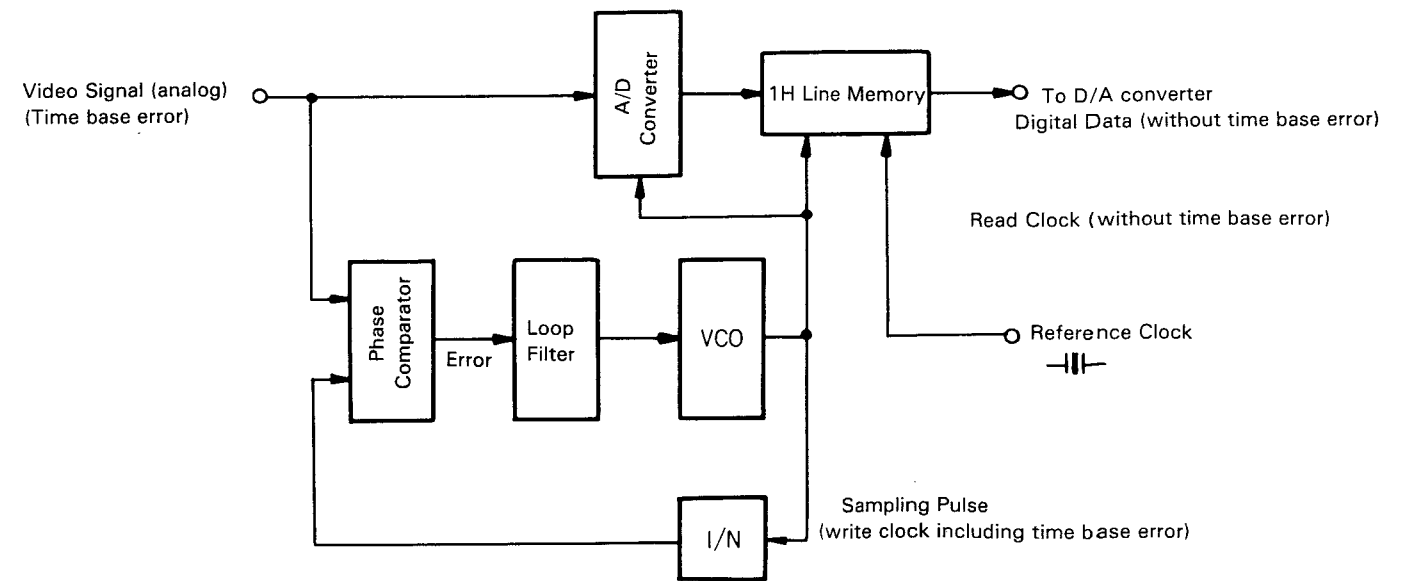 Video Signal (analog)
(Time base error)
A/D
Converter
1H Line Memory
To D/A converter
Digital Data (without time base error)
Read Clock (without time base error)
Phase
Comparator
Error
Loop
Filter
VCO
Reference Clock
Sampling Pulse
(write clock including time base error)
I/N